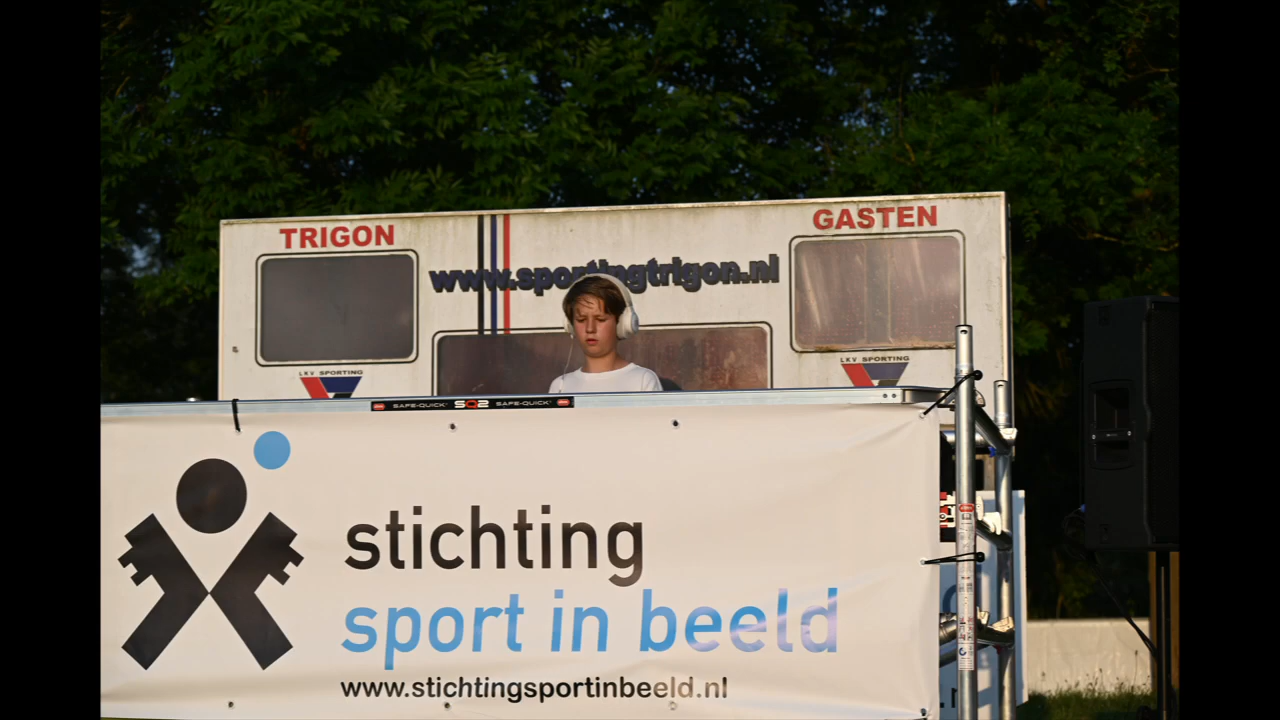 TRIGON
GASTEN
www.sportingtrigon.nl
LKV SPORTING
LKV SPORTING
SAFE-QUICK SQ2 SAFE-QUICK
stichting
sport in beeld
www.stichtingsportinbeeld.nl